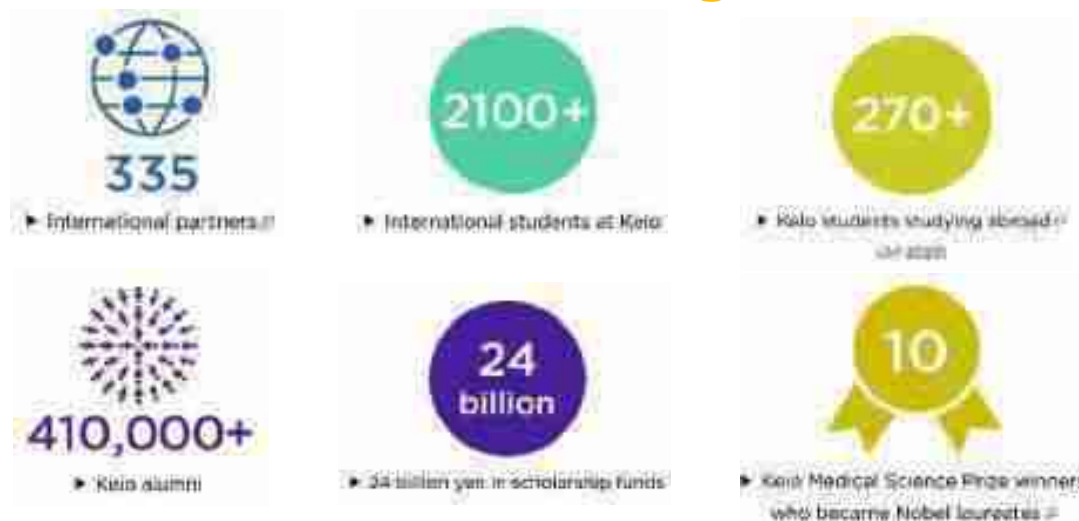 335
International partners
2100+
International students at Keio
270+
Keio students studying abroad
410,000+
Keio alumni
24
billion
24 billion yen in scholarship funds
10
Keio Medical Science Prize winners
who became Nobel laureates